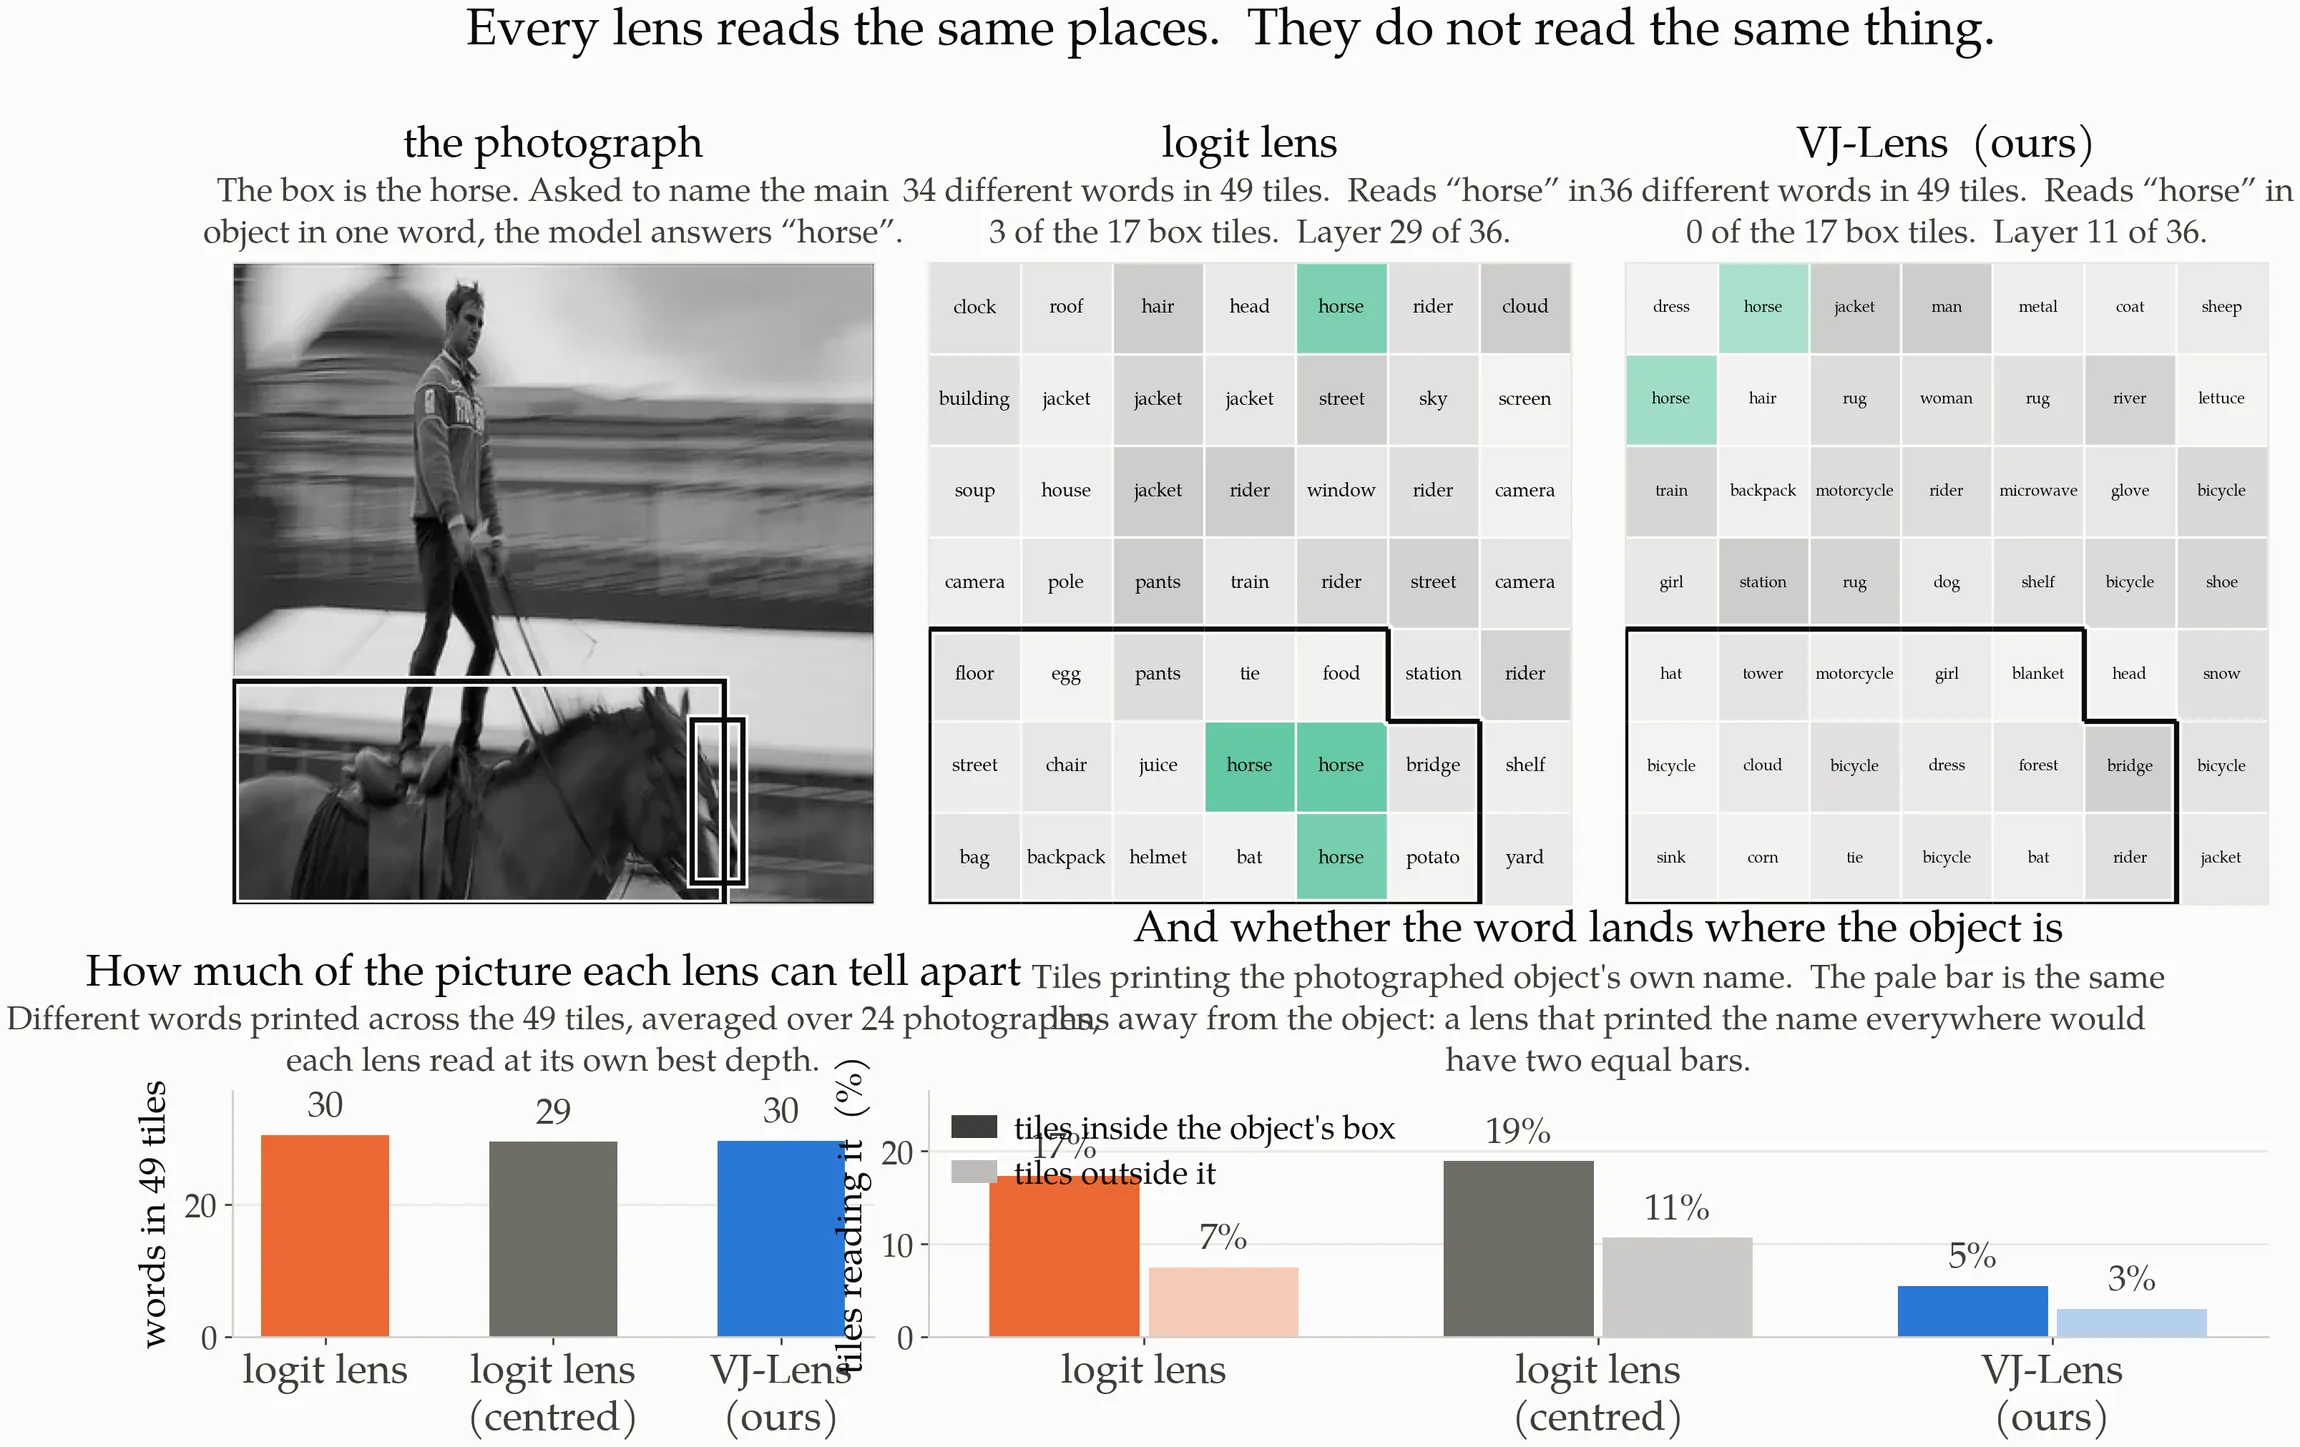 Every lens reads the same places. They do not read the same thing.
the photograph
The box is the horse. Asked to name the main
object in one word, the model answers “horse”.
logit lens
34 different words in 49 tiles. Reads “horse” in
3 of the 17 box tiles. Layer 29 of 36.
VJ-Lens (ours)
36 different words in 49 tiles. Reads “horse” in
0 of the 17 box tiles. Layer 11 of 36.
clock roof hair head horse rider cloud
building jacket jacket jacket street sky screen
soup house jacket rider window rider camera
camera pole pants train rider street camera
floor egg pants tie food station rider
street chair juice horse horse bridge shelf
bag backpack helmet bat horse potato yard
dress horse jacket man metal coat sheep
horse hair rug woman rug river lettuce
train backpack motorcycle rider microwave glove bicycle
girl station rug dog shelf bicycle shoe
hat tower motorcycle girl blanket head snow
bicycle cloud bicycle dress forest bridge bicycle
sink corn tie bicycle bat rider jacket
How much of the picture each lens can tell apart
Different words printed across the 49 tiles, averaged over 24 photographs,
each lens read at its own best depth.
words in 49 tiles
20
0
30
29
30
logit lens
logit lens
(centred)
VJ-Lens
(ours)
And whether the word lands where the object is
Tiles printing the photographed object's own name. The pale bar is the same
lens away from the object: a lens that printed the name everywhere would
have two equal bars.
tiles reading it (%)
20
10
0
tiles inside the object's box
tiles outside it
17%
7%
19%
11%
5%
3%
logit lens
logit lens
(centred)
VJ-Lens
(ours)